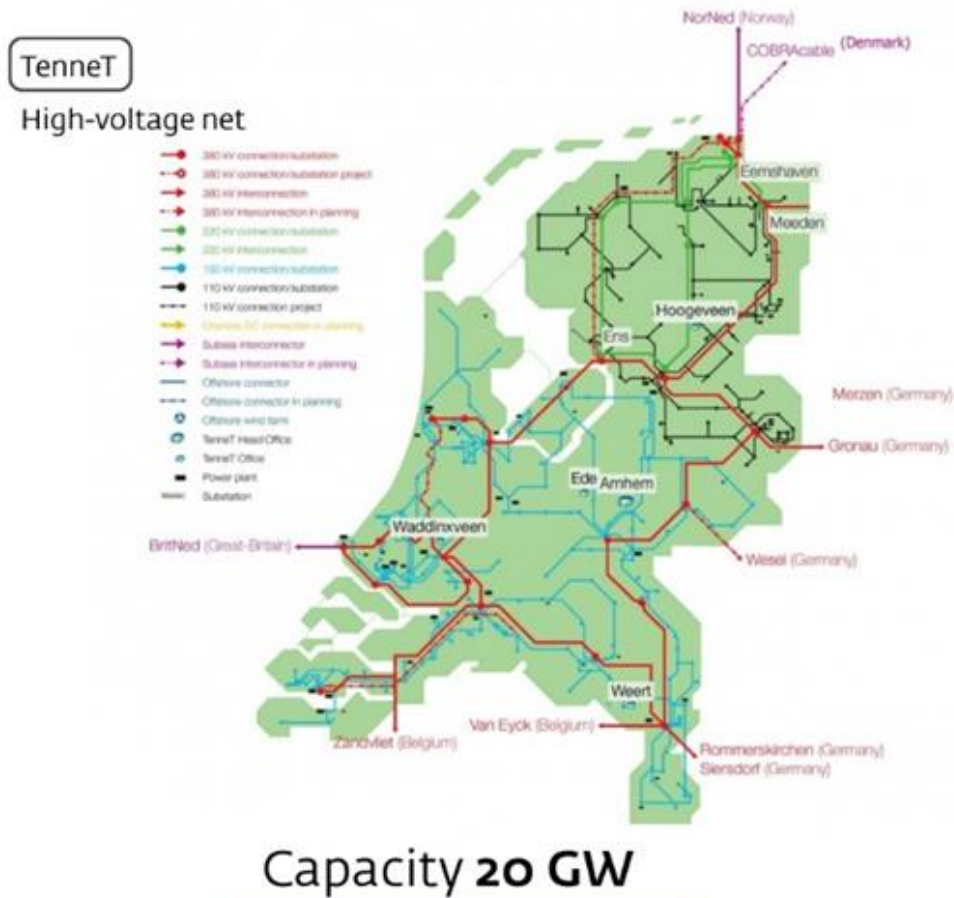 NorNed (Norway)
COBRAcable (Denmark)
TenneT
High-voltage net
380 kV connection/substation
380 kV connection/substation project
380 kV interconnection
380 kV interconnection in planning
220 kV connection/substation
220 kV interconnection
150 kV connection/substation
110 kV connection/substation
110 kV connection project
DC connection in planning
Subsea interconnector
Subsea interconnector in planning
Offshore connector
Offshore connector in planning
Offshore wind farm
TenneT Head Office
TenneT Office
Power plant
Substation
Eemshaven
Meeden
Hoogeveen
Ens
Merzen (Germany)
Gronau (Germany)
Ede Arnhem
Waddinxveen
BritNed (Great-Britain)
Wesel (Germany)
Weert
Van Eyck (Belgium)
Zandvliet (Belgium)
Rommerskirchen (Germany)
Siersdorf (Germany)
Capacity 20 GW